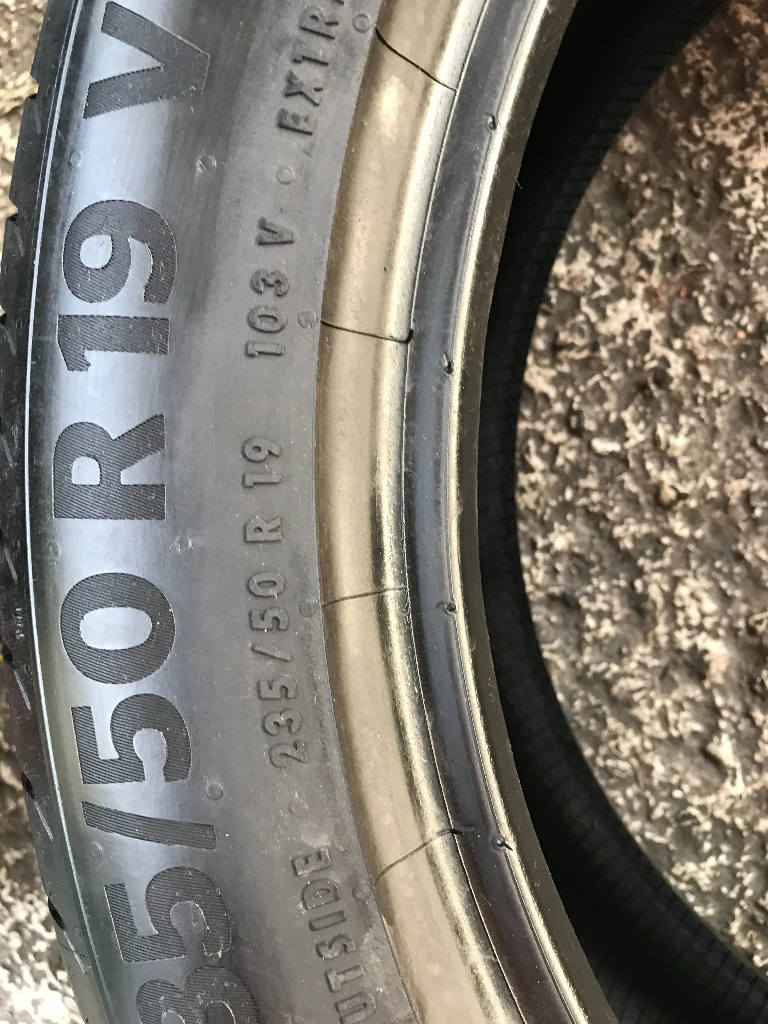 35/50 R 19 V
UTSIDE · 235/50 R 19 103 V · EXTR